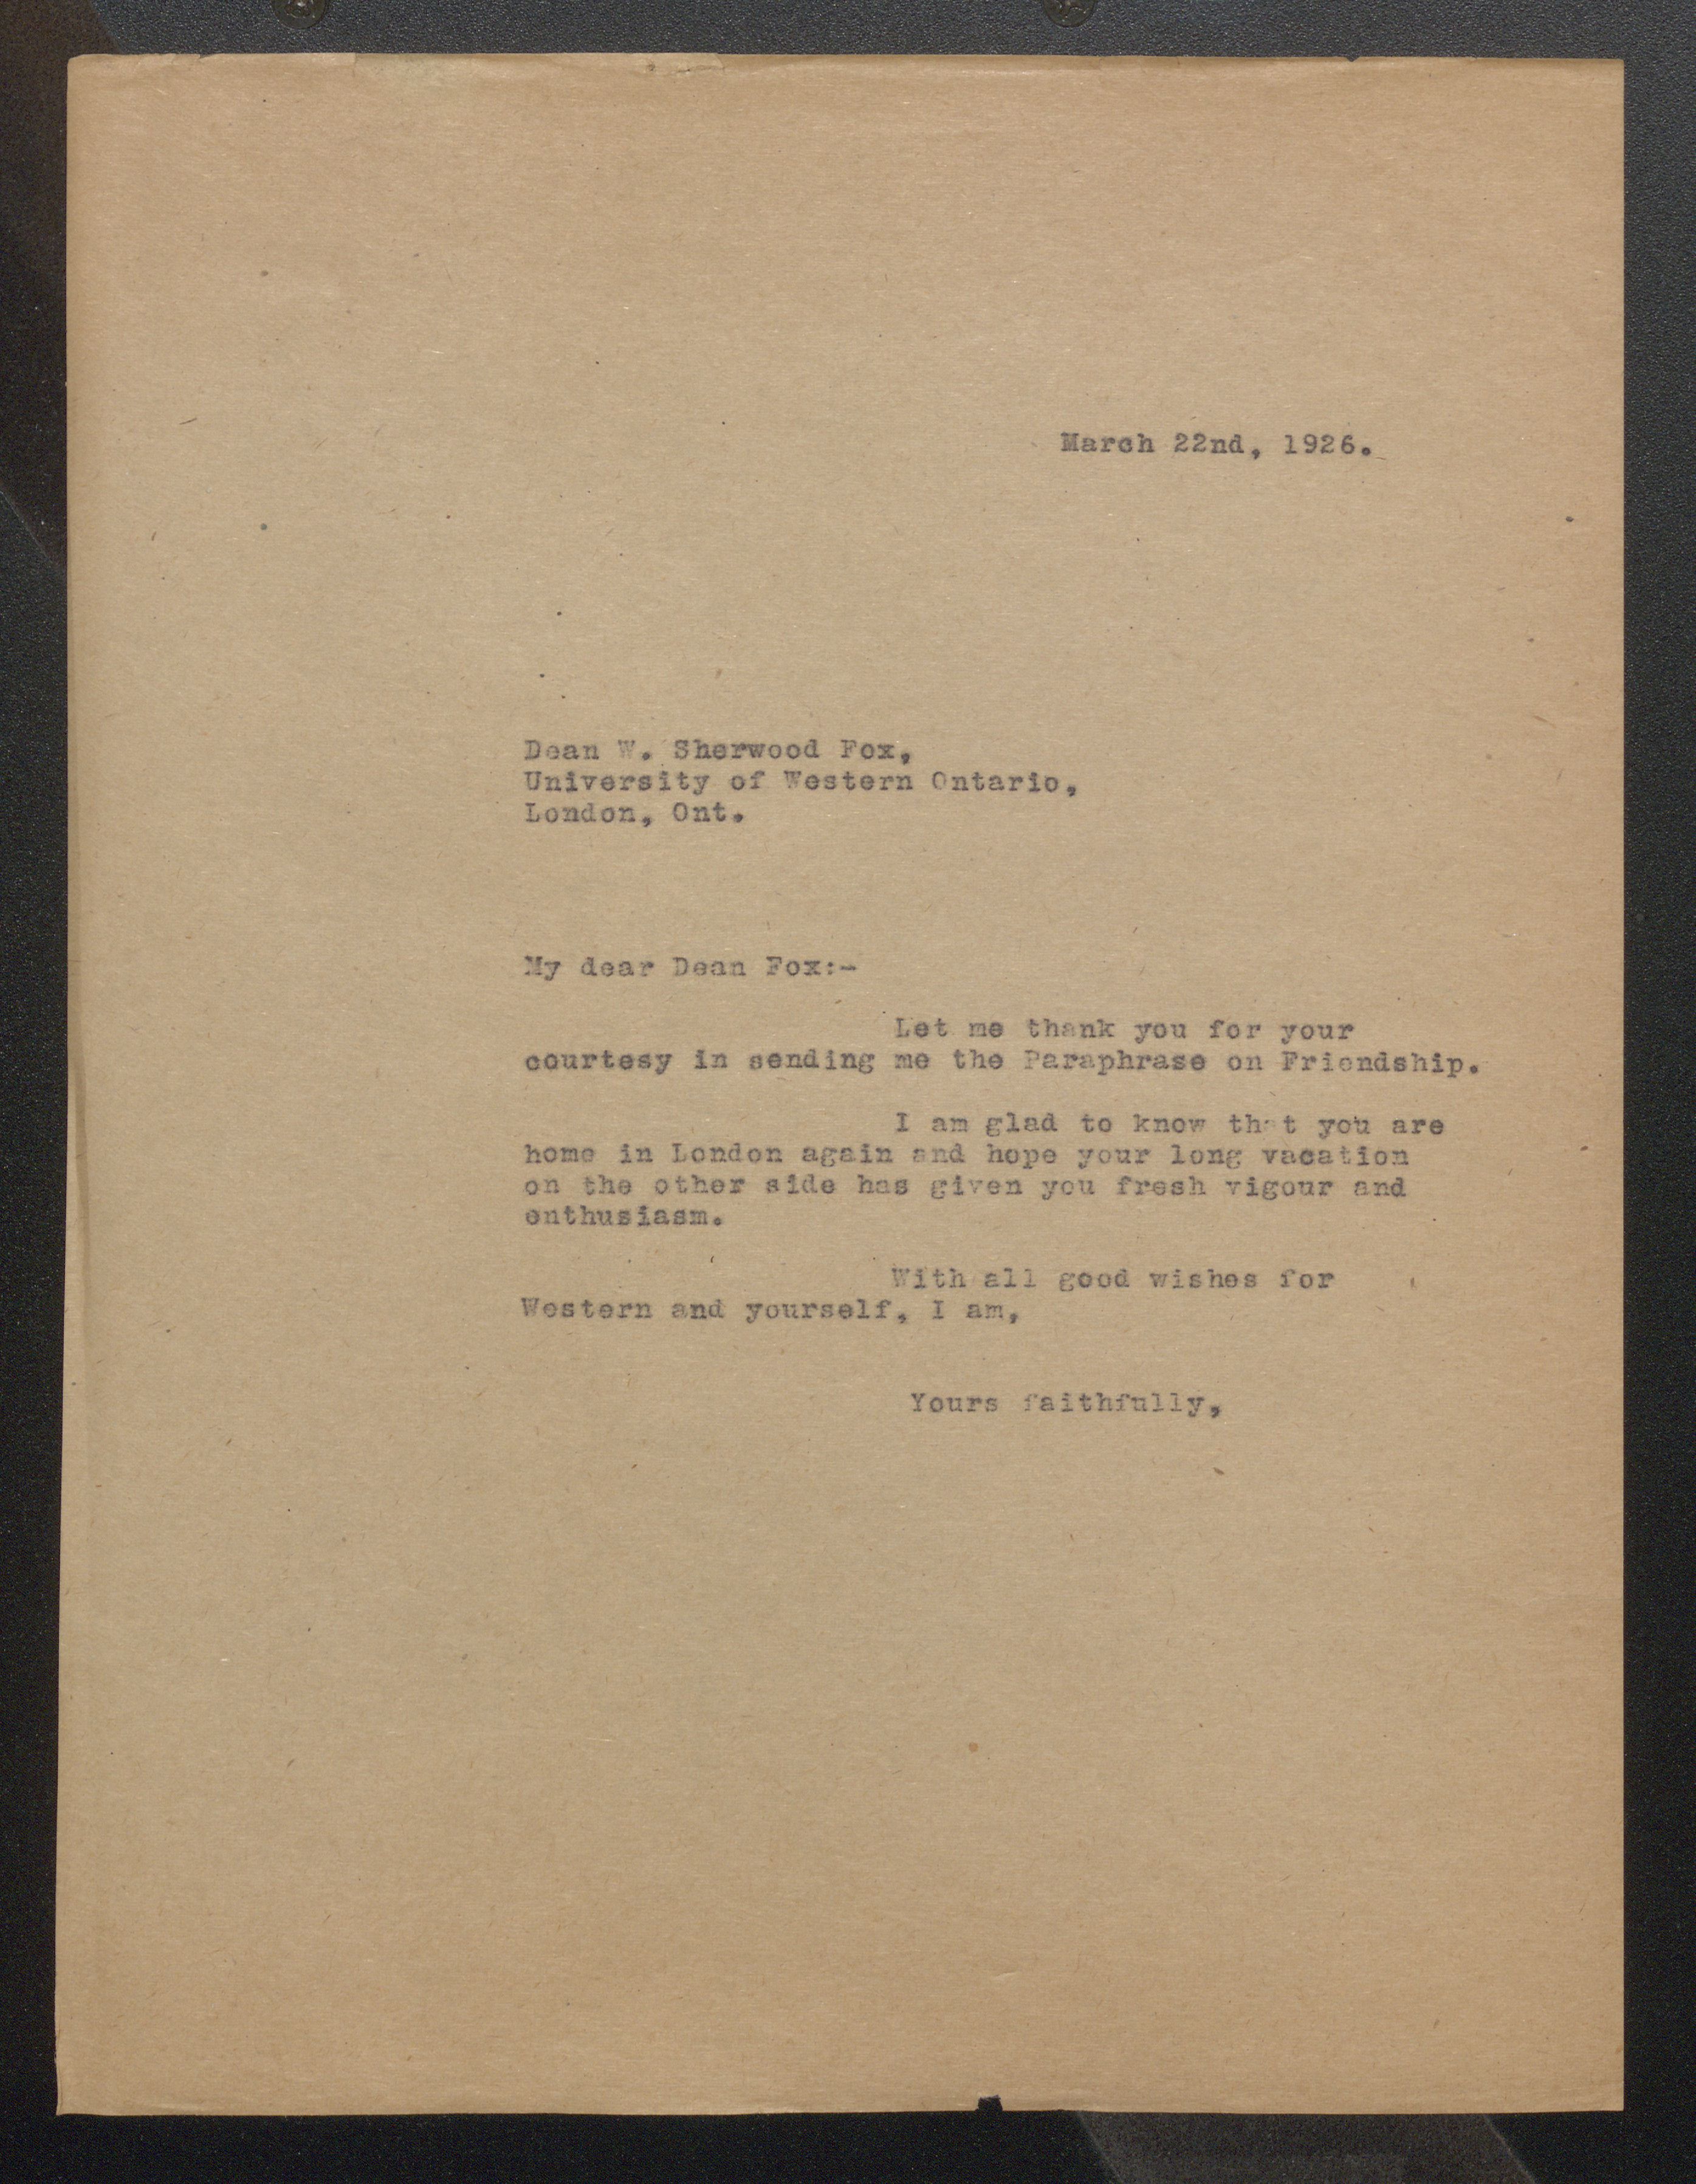 March 22nd, 1926.
Dean W. Sherwood Fox,
University of Western Ontario,
London, Ont.
My dear Dean Fox:-
Let me thank you for your
courtesy in sending me the Paraphrase on Friendship.
I am glad to know that you are
home in London again and hope your long vacation
on the other side has given you fresh vigour and
enthusiasm.
With all good wishes for
Western and yourself, I am,
Yours faithfully,